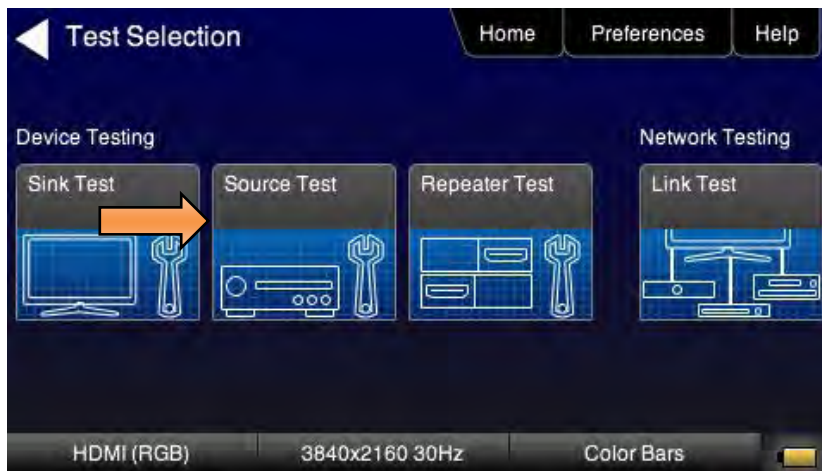 Test Selection
Home
Preferences
Help
Device Testing
Network Testing
Sink Test
Source Test
Repeater Test
Link Test
HDMI (RGB)
3840x2160 30Hz
Color Bars